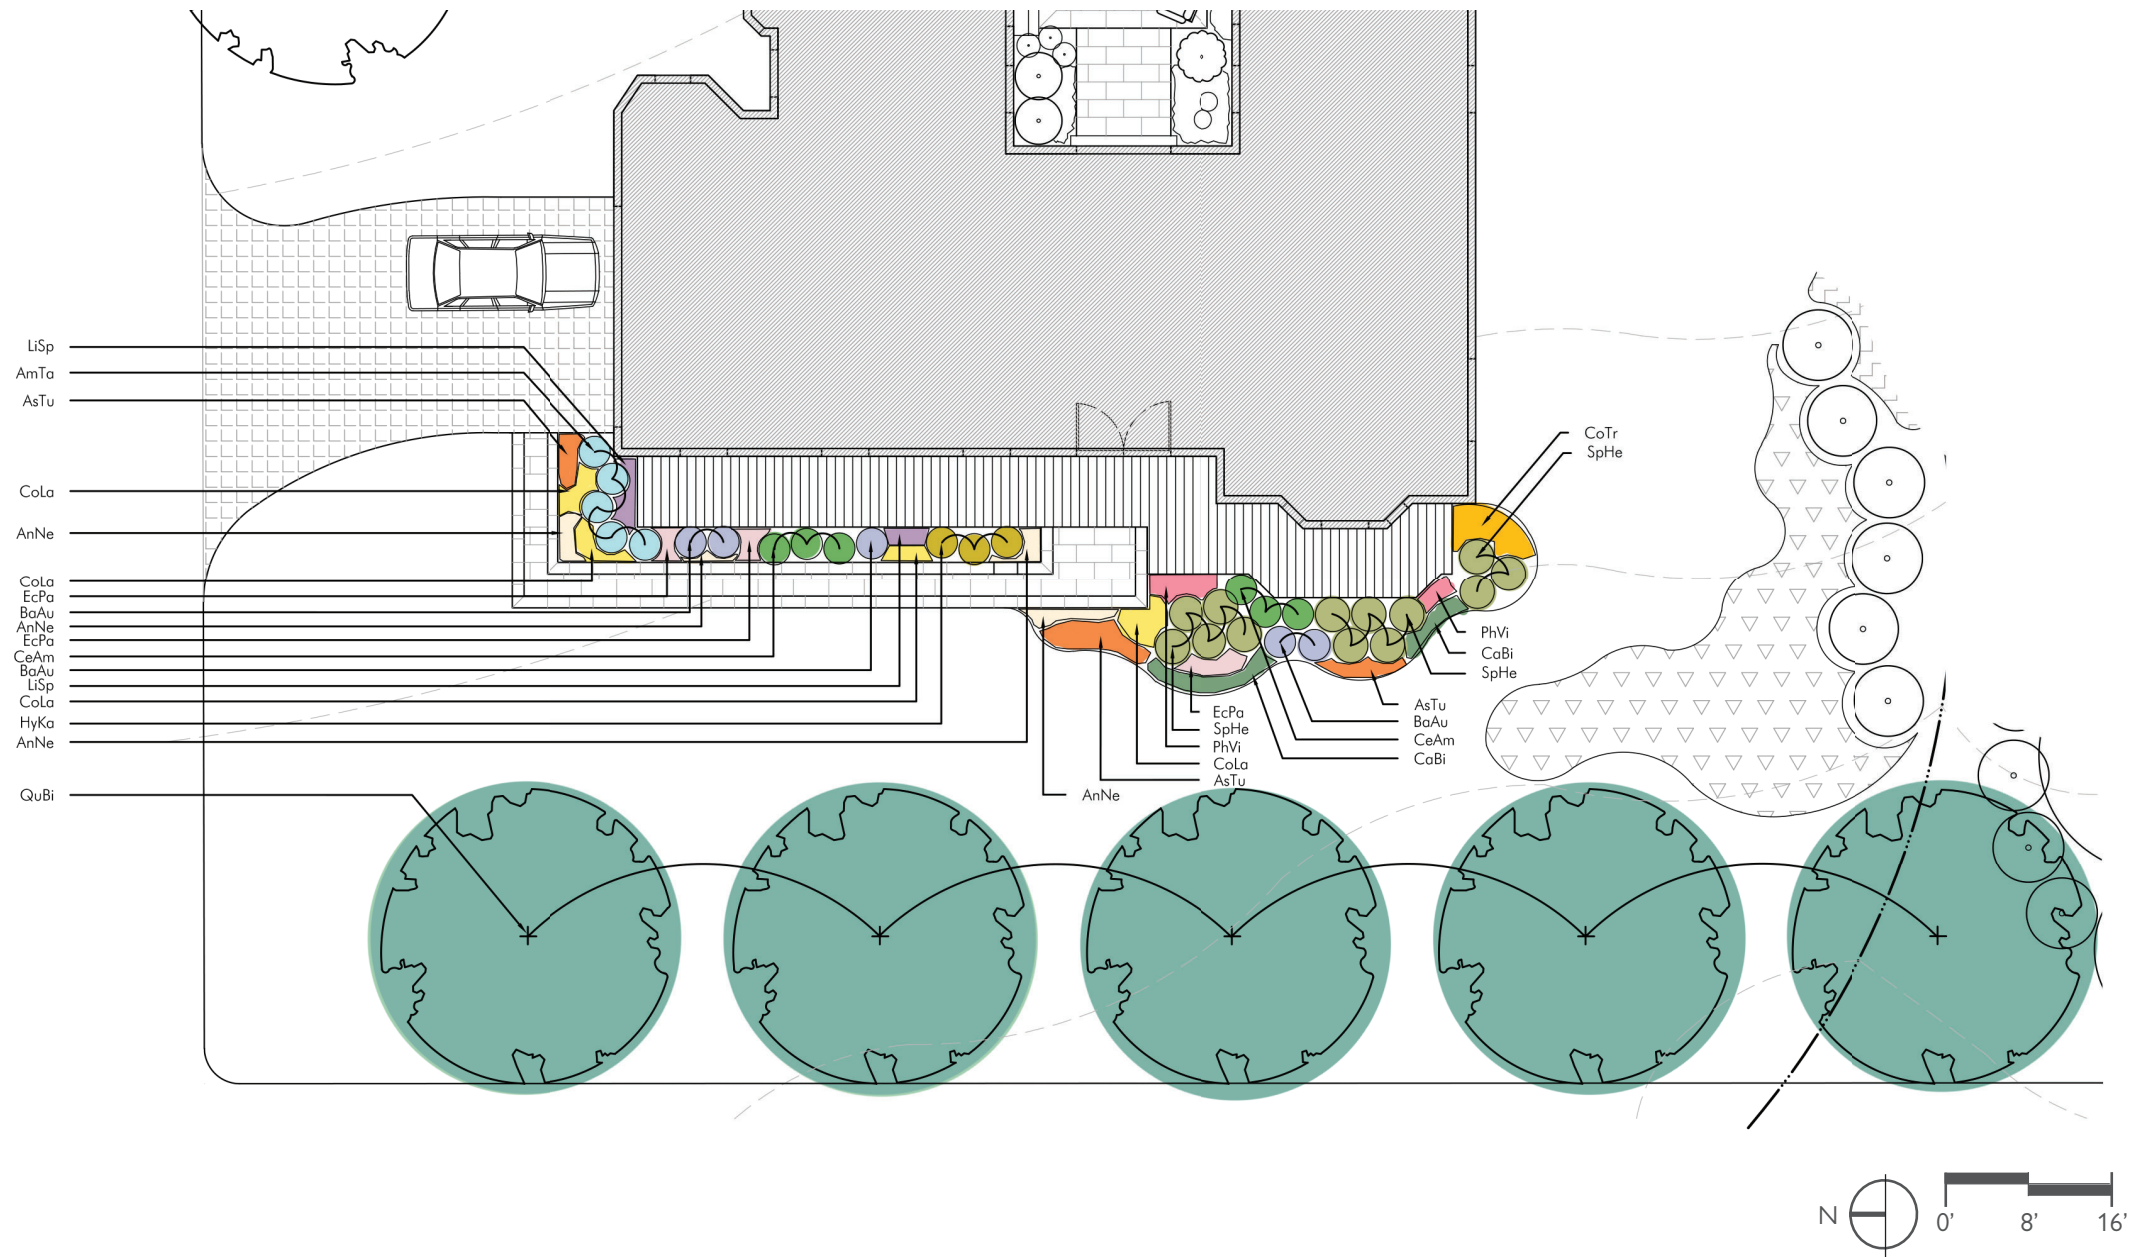 LiSp
AmTa
AsTu
CoLa
AnNe
CoLa
EcPa
BaAu
AnNe
EcPa
CeAm
BaAu
LiSp
CoLa
HyKa
AnNe
QuBi
CoTr
SpHe
PhVi
CaBi
SpHe
AsTu
BaAu
CeAm
CaBi
EcPa
SpHe
PhVi
CoLa
AsTu
AnNe
N
0' 8' 16'